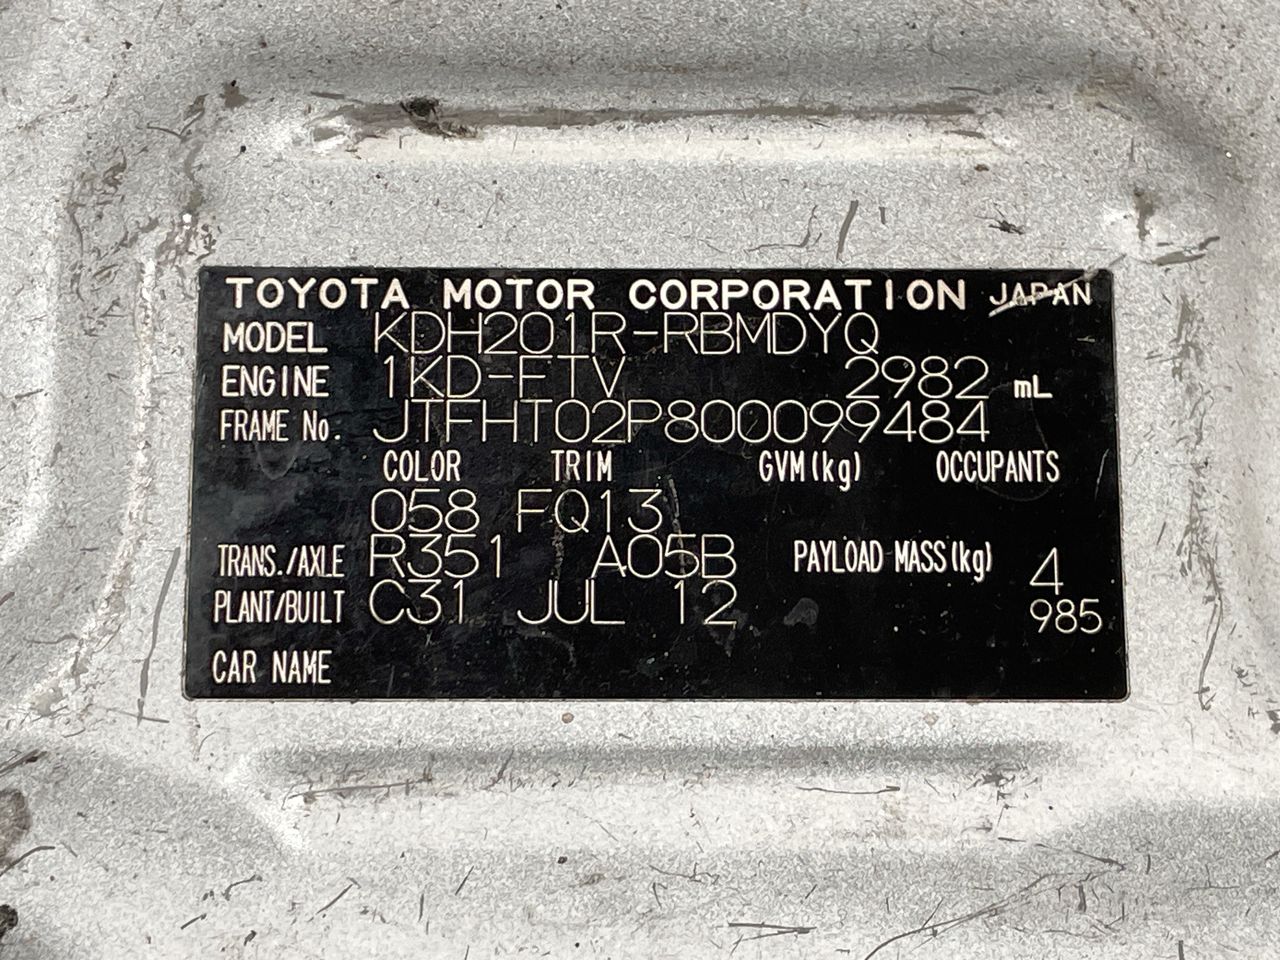 TOYOTA MOTOR CORPORATION JAPAN
MODEL KDH201R-RBMDYQ
ENGINE 1KD-FTV 2982 mL
FRAME No. JTFHT02P800099484
COLOR TRIM GVM(kg) OCCUPANTS
058 FQ13
TRANS./AXLE R351 A05B PAYLOAD MASS(kg) 4
PLANT/BUILT C31 JUL 12 985
CAR NAME